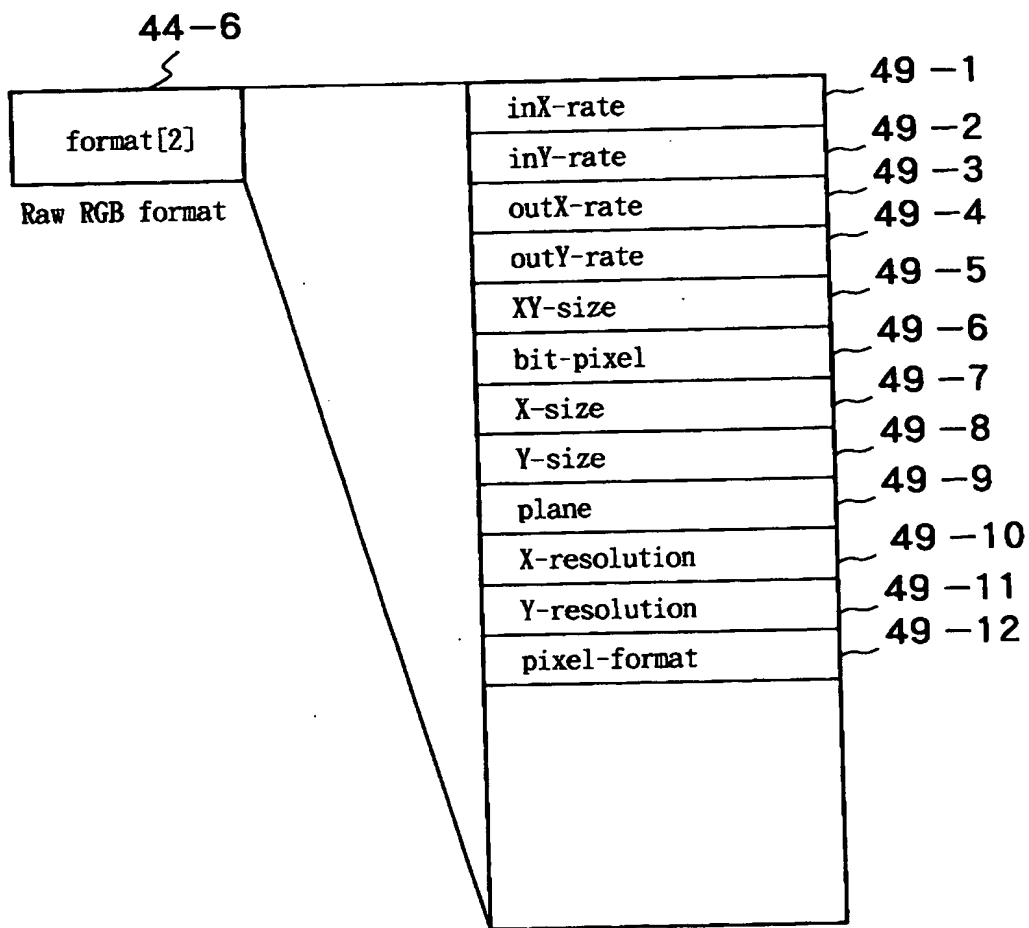 44-6
format[2]
Raw RGB format
inX-rate
49-1
inY-rate
49-2
outX-rate
49-3
outY-rate
49-4
XY-size
49-5
bit-pixel
49-6
X-size
49-7
Y-size
49-8
plane
49-9
X-resolution
49-10
Y-resolution
49-11
pixel-format
49-12